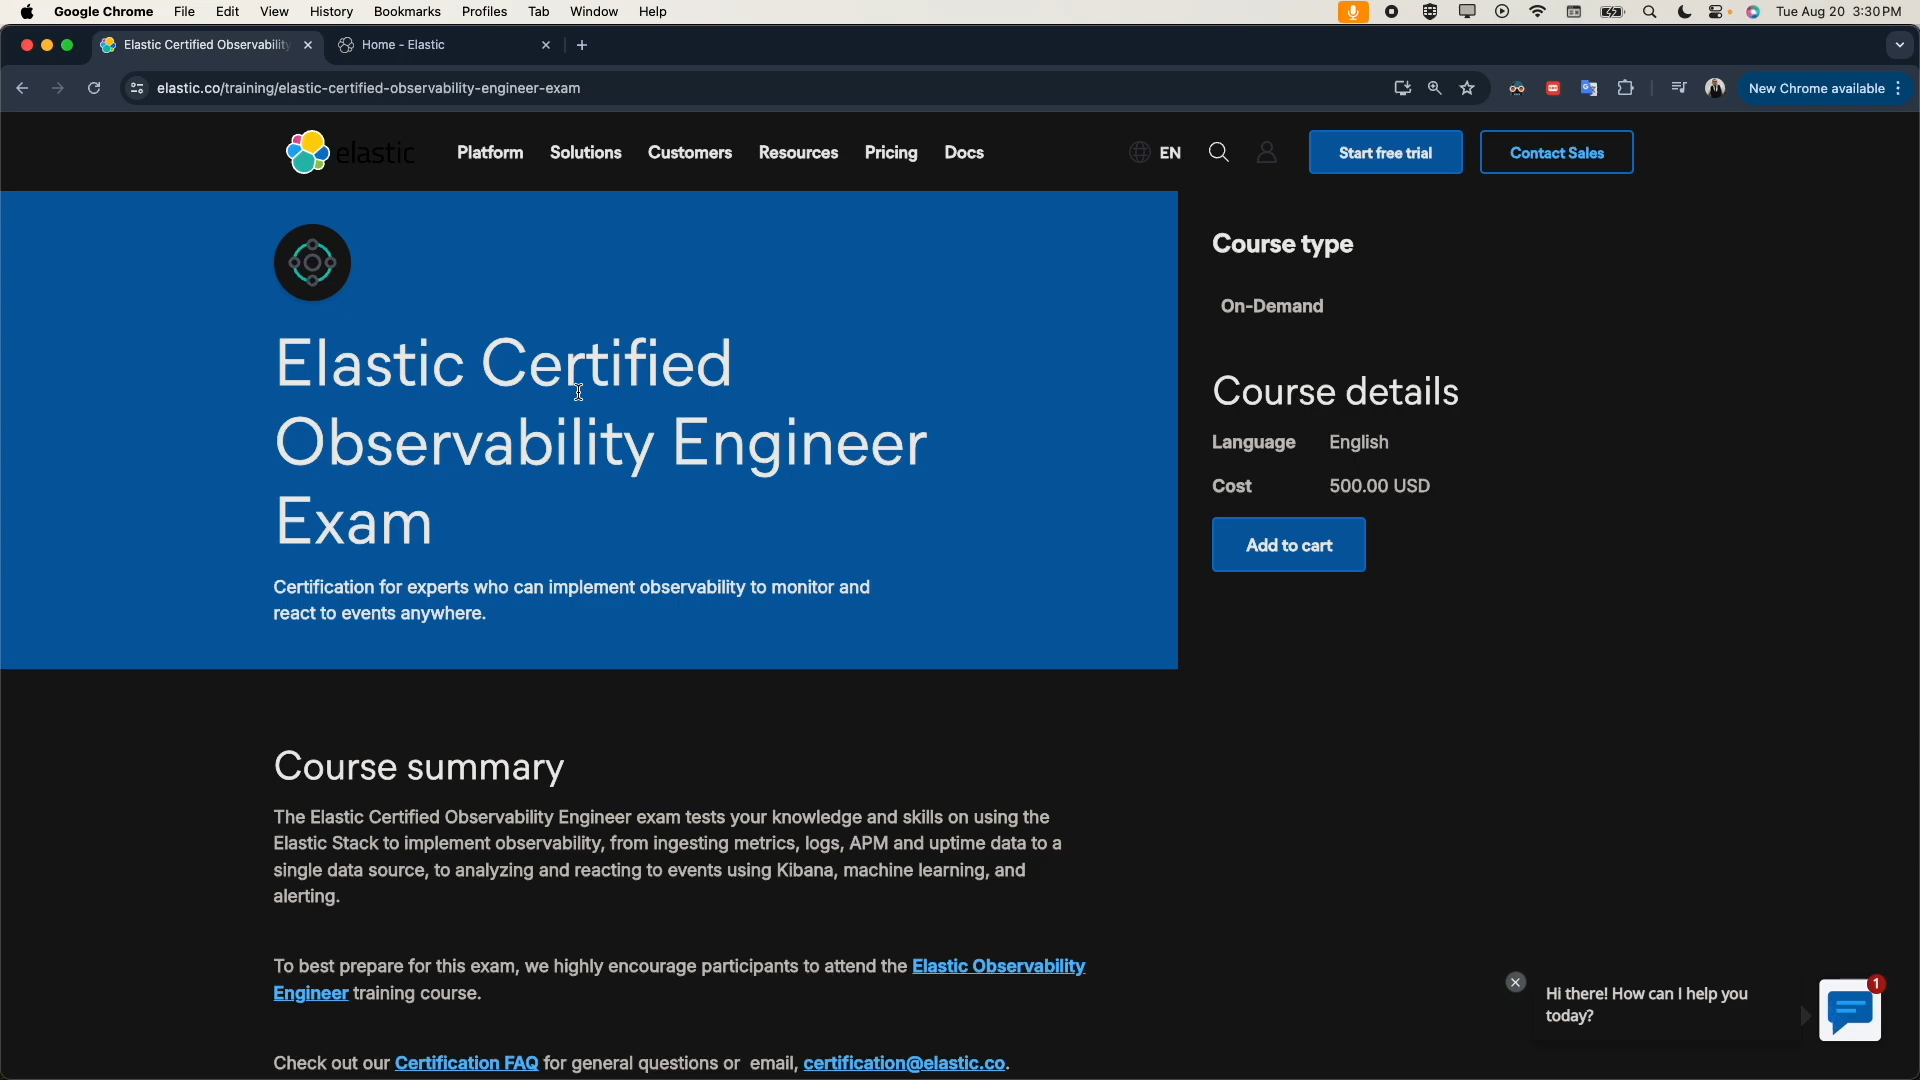 Google Chrome File Edit View History Bookmarks Profiles Tab Window Help Tue Aug 20 3:30 PM
Elastic Certified Observability Home - Elastic
elastic.co/training/elastic-certified-observability-engineer-exam New Chrome available
elastic Platform Solutions Customers Resources Pricing Docs EN Start free trial Contact Sales
Elastic Certified
Observability Engineer
Exam
Certification for experts who can implement observability to monitor and
react to events anywhere.
Course type
On-Demand
Course details
Language English
Cost 500.00 USD
Add to cart
Course summary
The Elastic Certified Observability Engineer exam tests your knowledge and skills on using the
Elastic Stack to implement observability, from ingesting metrics, logs, APM and uptime data to a
single data source, to analyzing and reacting to events using Kibana, machine learning, and
alerting.
To best prepare for this exam, we highly encourage participants to attend the Elastic Observability
Engineer training course.
Check out our Certification FAQ for general questions or email, certification@elastic.co.
Hi there! How can I help you
today?
1